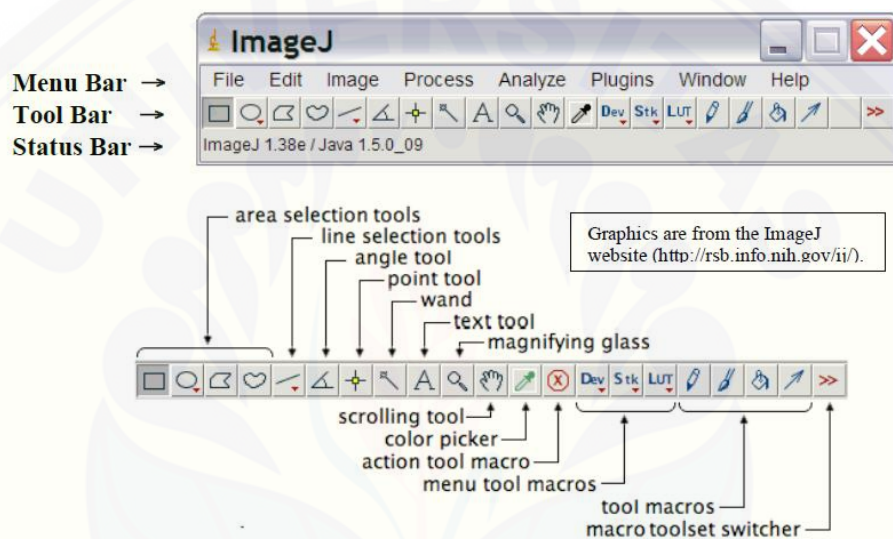 ImageJ
Menu Bar →
File Edit Image Process Analyze Plugins Window Help
Tool Bar →
A Dev Stk LUT >>
Status Bar →
ImageJ 1.38e / Java 1.5.0_09
area selection tools
line selection tools
angle tool
point tool
wand
text tool
magnifying glass
Graphics are from the ImageJ
website (http://rsb.info.nih.gov/ij/).
A Dev Stk LUT >>
scrolling tool
color picker
action tool macro
menu tool macros
tool macros
macro toolset switcher